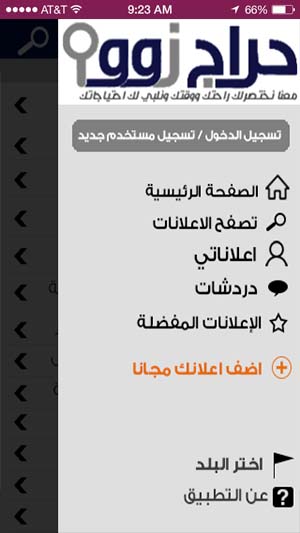 AT&T 9:23 AM 66%
حراج زووم
معنا نختصرلك راحتك ووقتك ونلبي لك احتياجاتك
تسجيل الدخول / تسجيل مستخدم جديد
الصفحة الرئيسية
تصفح الاعلانات
اعلاناتي
دردشات
الإعلانات المفضلة
اضف اعلانك مجانا
اختر البلد
عن التطبيق